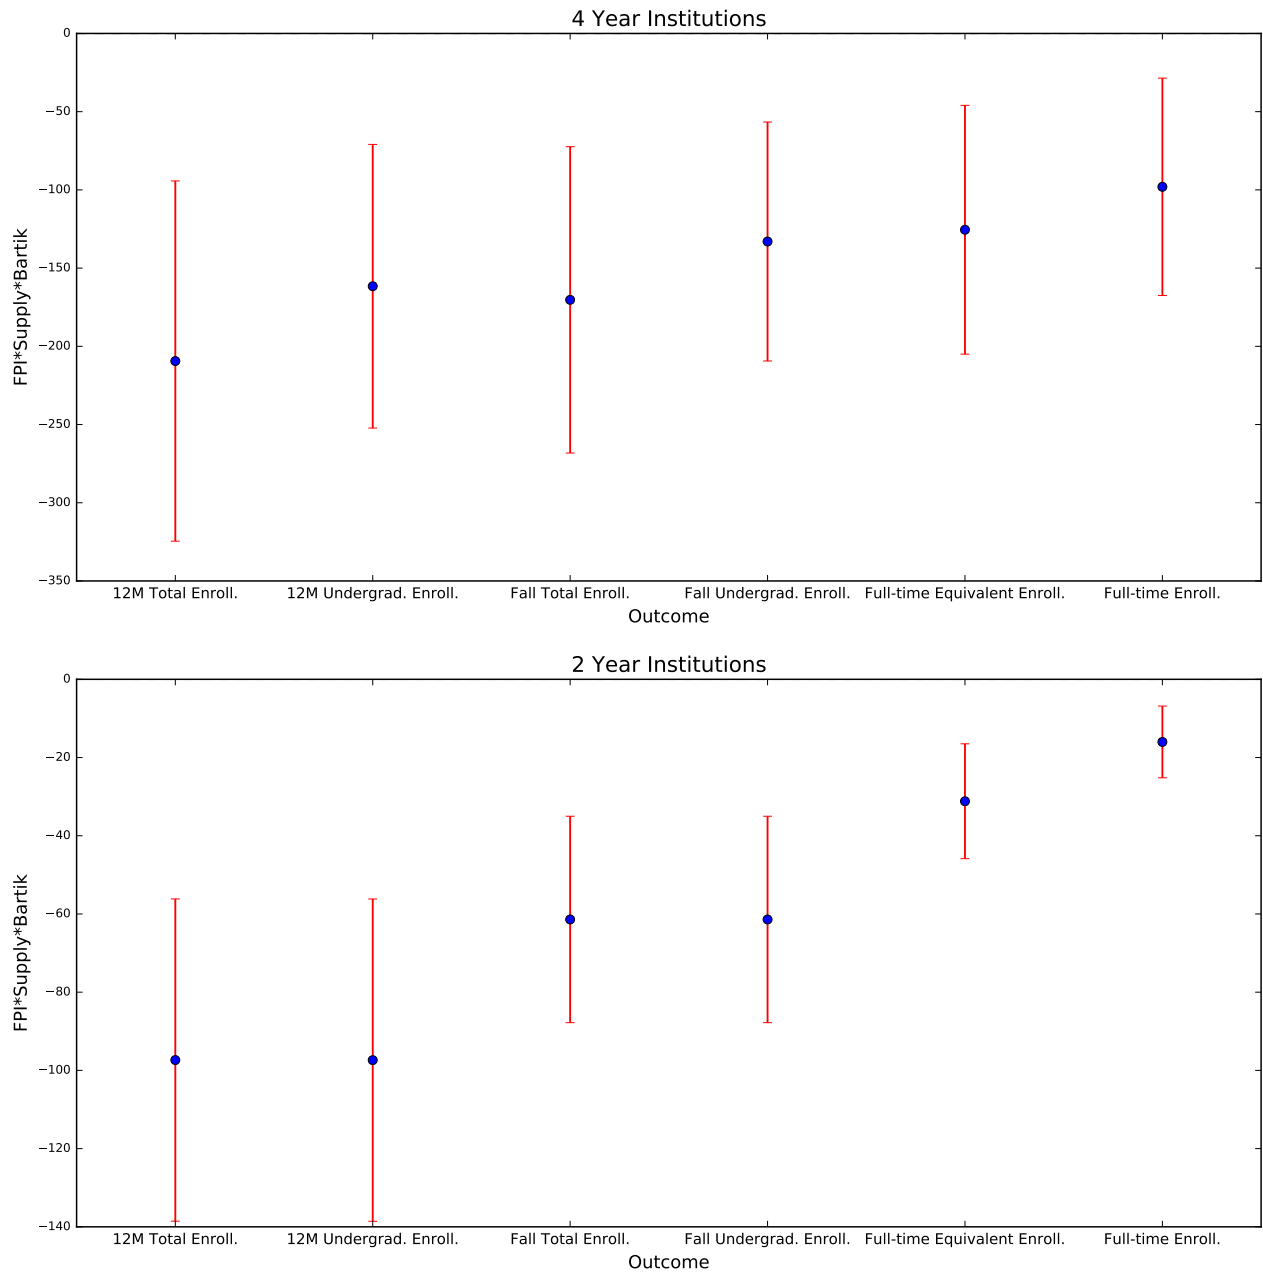 4 Year Institutions
0
−50
−100
−150
−200
−250
−300
−350
FPI*Supply*Bartik
12M Total Enroll. 12M Undergrad. Enroll. Fall Total Enroll. Fall Undergrad. Enroll. Full-time Equivalent Enroll. Full-time Enroll.
Outcome
2 Year Institutions
0
−20
−40
−60
−80
−100
−120
−140
FPI*Supply*Bartik
12M Total Enroll. 12M Undergrad. Enroll. Fall Total Enroll. Fall Undergrad. Enroll. Full-time Equivalent Enroll. Full-time Enroll.
Outcome